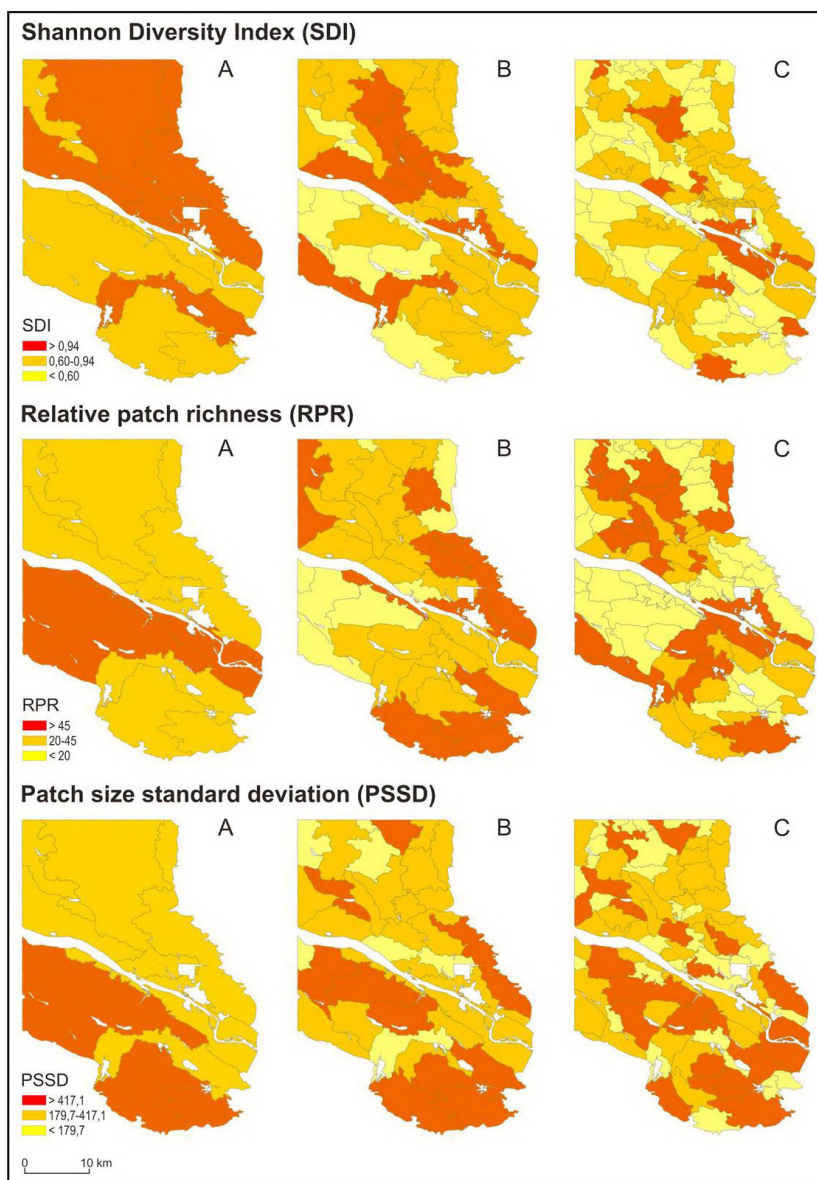 Shannon Diversity Index (SDI)
A
B
C
SDI
> 0,94
0,60-0,94
< 0,60
Relative patch richness (RPR)
A
B
C
RPR
> 45
20-45
< 20
Patch size standard deviation (PSSD)
A
B
C
PSSD
> 417,1
179,7-417,1
< 179,7
0 10 km